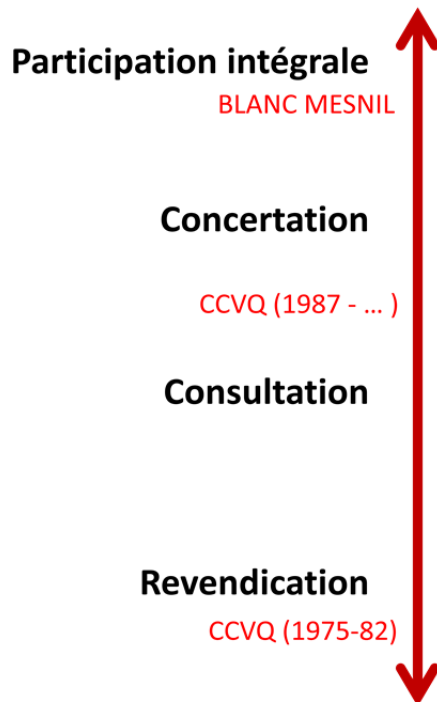 Participation intégrale
BLANC MESNIL
Concertation
CCVQ (1987 - ... )
Consultation
Revendication
CCVQ (1975-82)